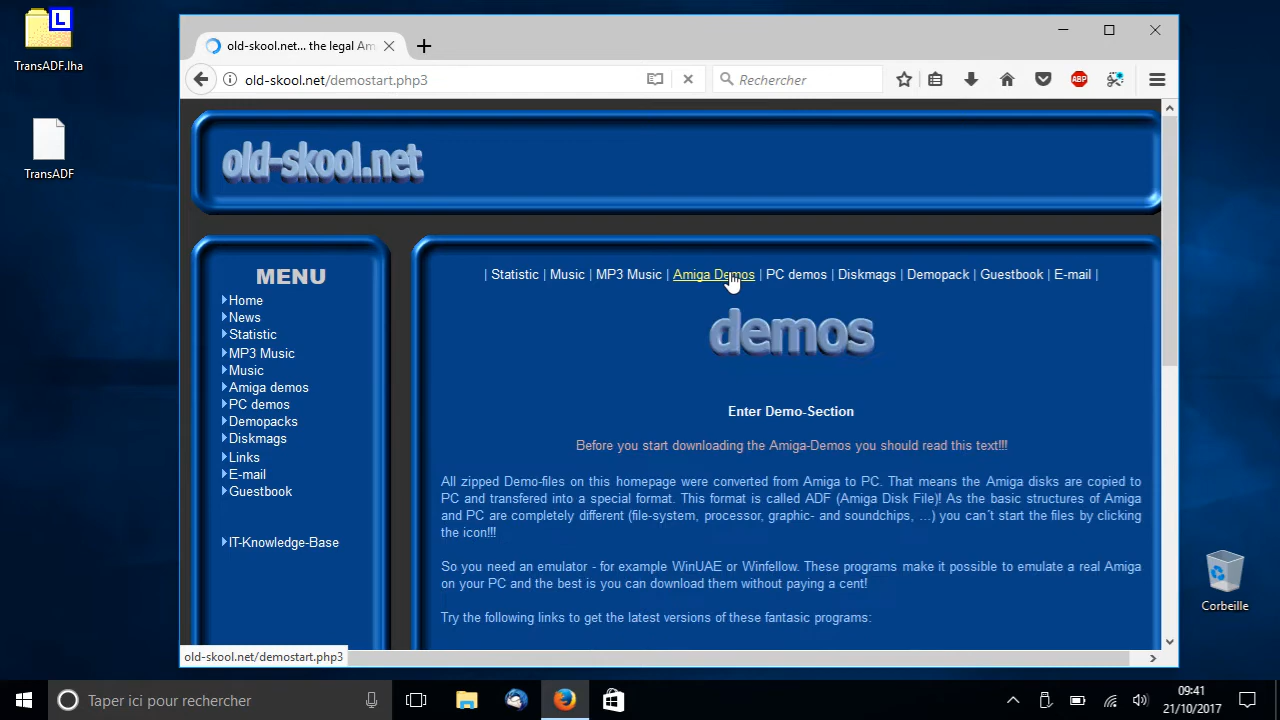 L
TransADF.lha
TransADF
old-skool.net... the legal Am
old-skool.net/demostart.php3
Rechercher
ABP
old-skool.net
MENU
Home
News
Statistic
MP3 Music
Music
Amiga demos
PC demos
Demopacks
Diskmags
Links
E-mail
Guestbook
IT-Knowledge-Base
| Statistic | Music | MP3 Music | Amiga Demos | PC demos | Diskmags | Demopack | Guestbook | E-mail |
demos
Enter Demo-Section
Before you start downloading the Amiga-Demos you should read this text!!!
All zipped Demo-files on this homepage were converted from Amiga to PC. That means the Amiga disks are copied to
PC and transfered into a special format. This format is called ADF (Amiga Disk File)! As the basic structures of Amiga
and PC are completely different (file-system, processor, graphic- and soundchips, ...) you can´t start the files by clicking
the icon!!!
So you need an emulator - for example WinUAE or Winfellow. These programs make it possible to emulate a real Amiga
on your PC and the best is you can download them without paying a cent!
Try the following links to get the latest versions of these fantasic programs:
old-skool.net/demostart.php3
Corbeille
Taper ici pour rechercher
09:41
21/10/2017